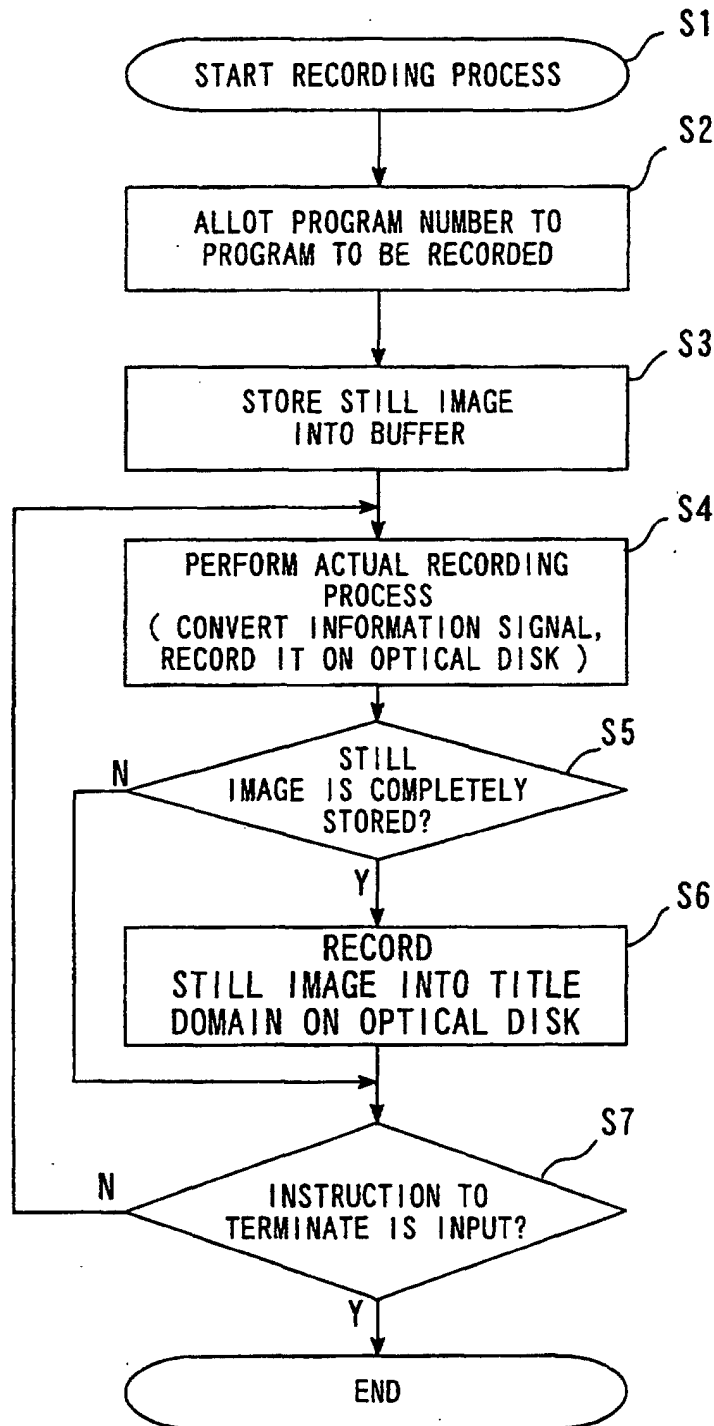 S1
START RECORDING PROCESS
S2
ALLOT PROGRAM NUMBER TO
PROGRAM TO BE RECORDED
S3
STORE STILL IMAGE
INTO BUFFER
S4
PERFORM ACTUAL RECORDING
PROCESS
( CONVERT INFORMATION SIGNAL,
RECORD IT ON OPTICAL DISK )
S5
N
STILL
IMAGE IS COMPLETELY
STORED?
Y
S6
RECORD
STILL IMAGE INTO TITLE
DOMAIN ON OPTICAL DISK
S7
N
INSTRUCTION TO
TERMINATE IS INPUT?
Y
END